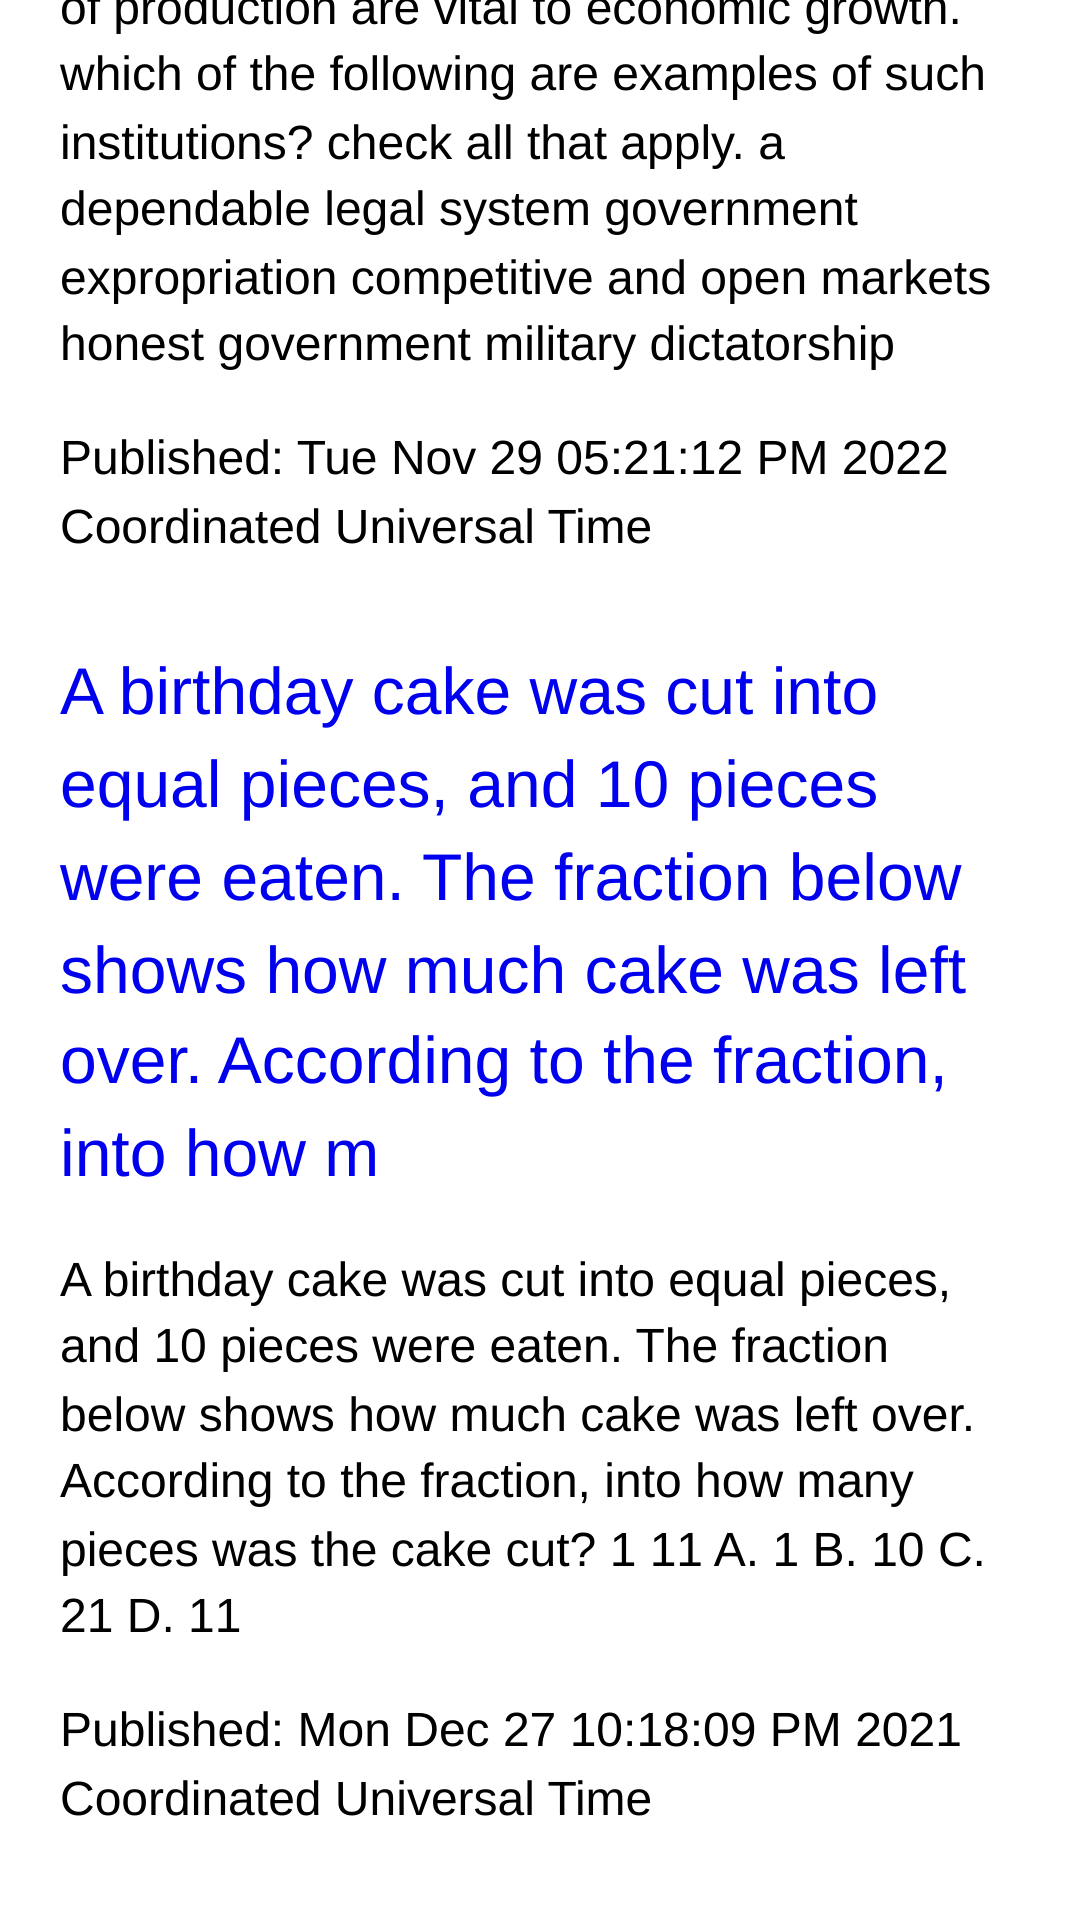 of production are vital to economic growth.
which of the following are examples of such
institutions? check all that apply. a
dependable legal system government
expropriation competitive and open markets
honest government military dictatorship
Published: Tue Nov 29 05:21:12 PM 2022
Coordinated Universal Time
A birthday cake was cut into
equal pieces, and 10 pieces
were eaten. The fraction below
shows how much cake was left
over. According to the fraction,
into how m
A birthday cake was cut into equal pieces,
and 10 pieces were eaten. The fraction
below shows how much cake was left over.
According to the fraction, into how many
pieces was the cake cut? 1 11 A. 1 B. 10 C.
21 D. 11
Published: Mon Dec 27 10:18:09 PM 2021
Coordinated Universal Time